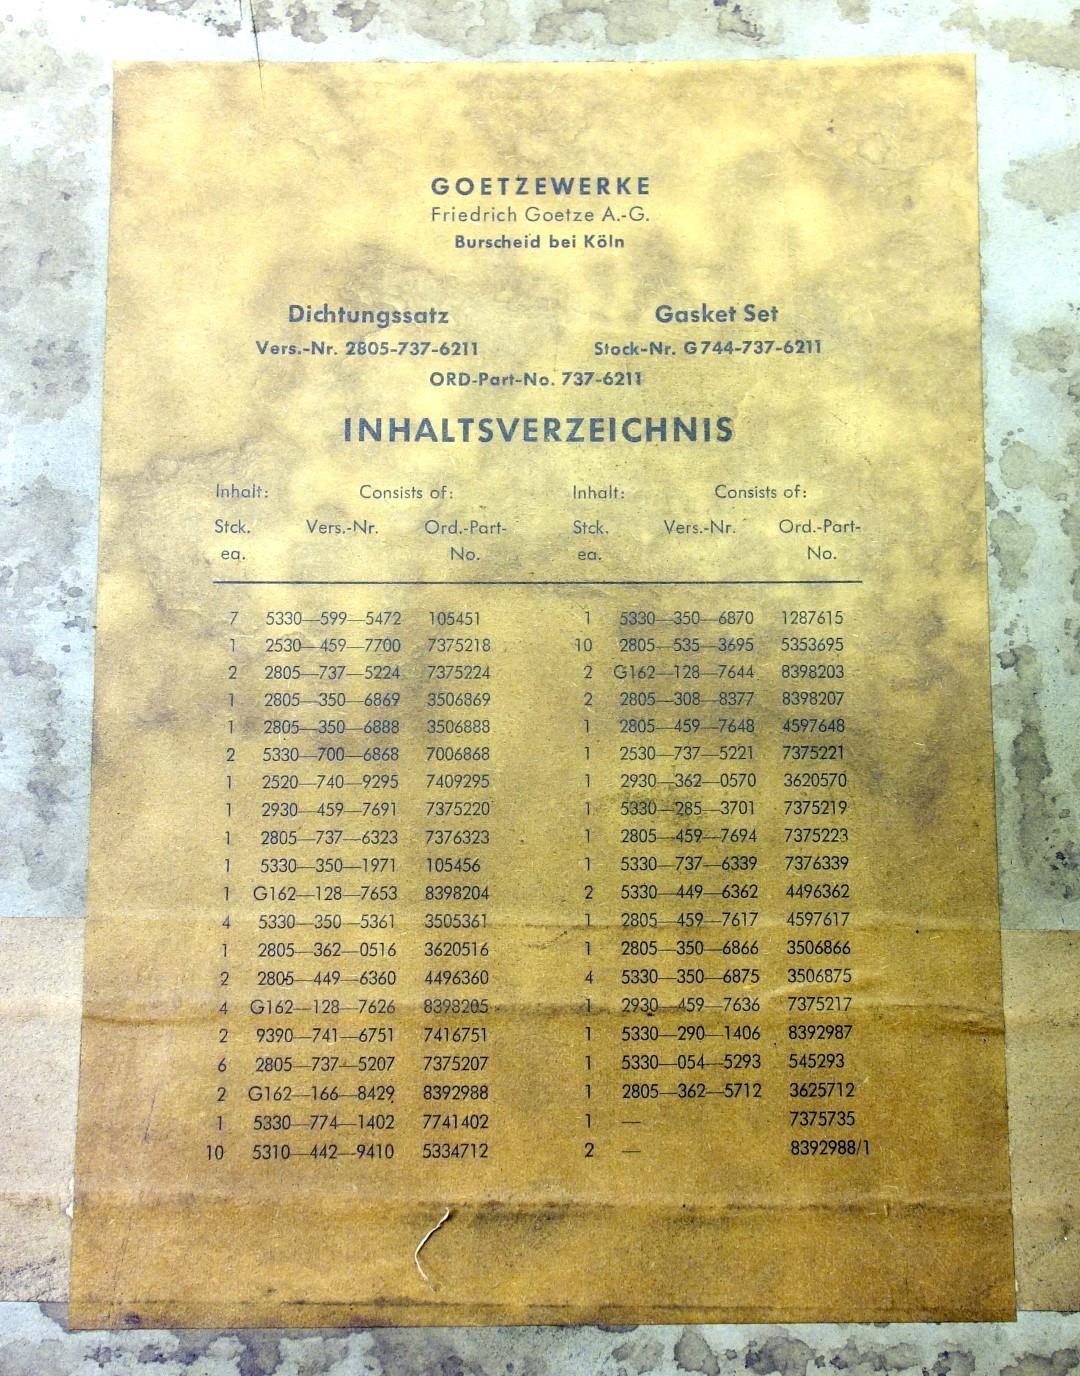 GOETZEWERKE
Friedrich Goetze A.-G.
Burscheid bei Köln
Dichtungssatz Gasket Set
Vers.-Nr. 2805-737-6211 Stock-Nr. G744-737-6211
ORD-Part-No. 737-6211
INHALTSVERZEICHNIS
Inhalt: Consists of: Inhalt: Consists of:
Stck. Vers.-Nr. Ord.-Part- Stck. Vers.-Nr. Ord.-Part-
ea. No. ea. No.
7 5330—599—5472 105451 1 5330—350—6870 1287615
1 2530—459—7700 7375218 10 2805—535—3695 5353695
2 2805—737—5224 7375224 2 G162—128—7644 8398203
1 2805—350—6869 3506869 2 2805—308—8377 8398207
1 2805—350—6888 3506888 1 2805—459—7648 4597648
2 5330—700—6868 7006868 1 2530—737—5221 7375221
1 2520—740—9295 7409295 1 2930—362—0570 3620570
1 2930—459—7691 7375220 1 5330—285—3701 7375219
1 2805—737—6323 7376323 1 2805—459—7694 7375223
1 5330—350—1971 105456 1 5330—737—6339 7376339
1 G162—128—7653 8398204 2 5330—449—6362 4496362
4 5330—350—5361 3505361 1 2805—459—7617 4597617
1 2805—362—0516 3620516 1 2805—350—6866 3506866
2 2805—449—6360 4496360 4 5330—350—6875 3506875
4 G162—128—7626 8398205 1 2930—459—7636 7375217
2 9390—741—6751 7416751 1 5330—290—1406 8392987
6 2805—737—5207 7375207 1 5330—054—5293 545293
2 G162—166—8429 8392988 1 2805—362—5712 3625712
1 5330—774—1402 7741402 1 — 7375735
10 5310—442—9410 5334712 2 — 8392988/1